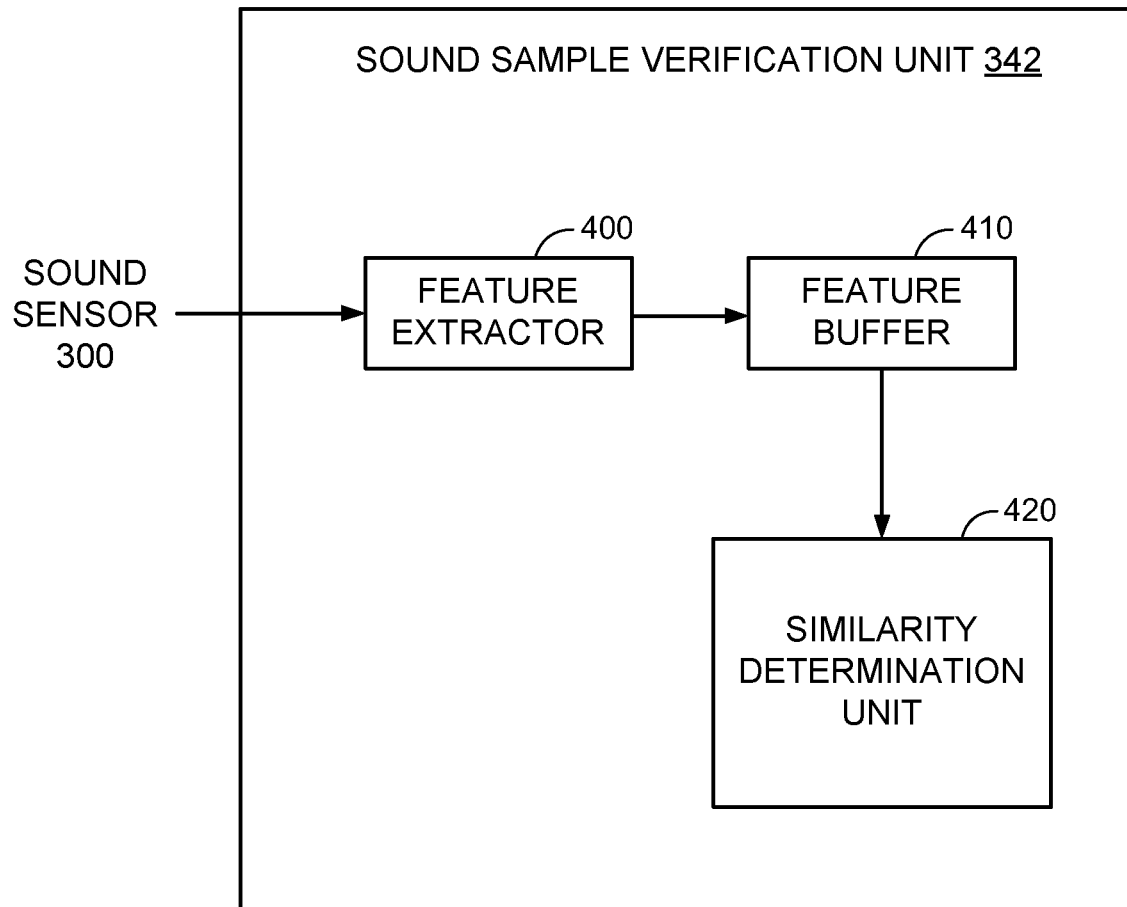 SOUND SAMPLE VERIFICATION UNIT 342
400
410
SOUND
SENSOR
300
FEATURE
EXTRACTOR
FEATURE
BUFFER
420
SIMILARITY
DETERMINATION
UNIT